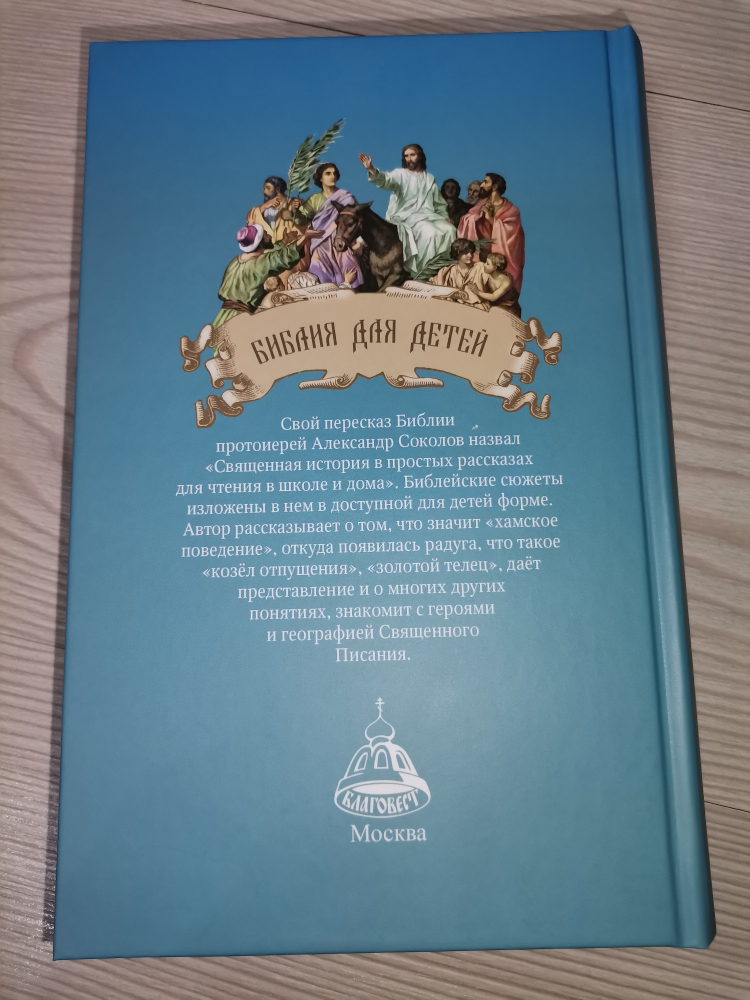 БИБЛИЯ ДЛЯ ДЕТЕЙ
Свой пересказ Библии
протоиерей Александр Соколов назвал
«Священная история в простых рассказах
для чтения в школе и дома». Библейские сюжеты
изложены в нем в доступной для детей форме.
Автор рассказывает о том, что значит «хамское
поведение», откуда появилась радуга, что такое
«козёл отпущения», «золотой телец», даёт
представление и о многих других
понятиях, знакомит с героями
и географией Священного
Писания.
БЛАГОВЕСТ
Москва